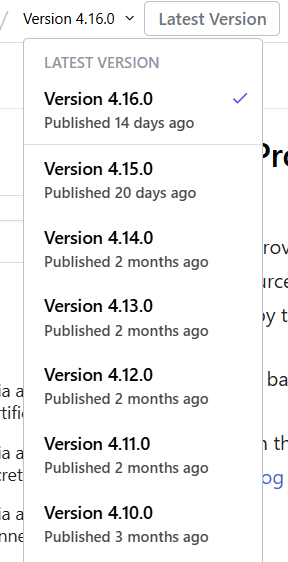 / Version 4.16.0 Latest Version
LATEST VERSION
Version 4.16.0
Published 14 days ago
Version 4.15.0
Published 20 days ago
Version 4.14.0
Published 2 months ago
Version 4.13.0
Published 2 months ago
Version 4.12.0
Published 2 months ago
Version 4.11.0
Published 2 months ago
Version 4.10.0
Published 3 months ago